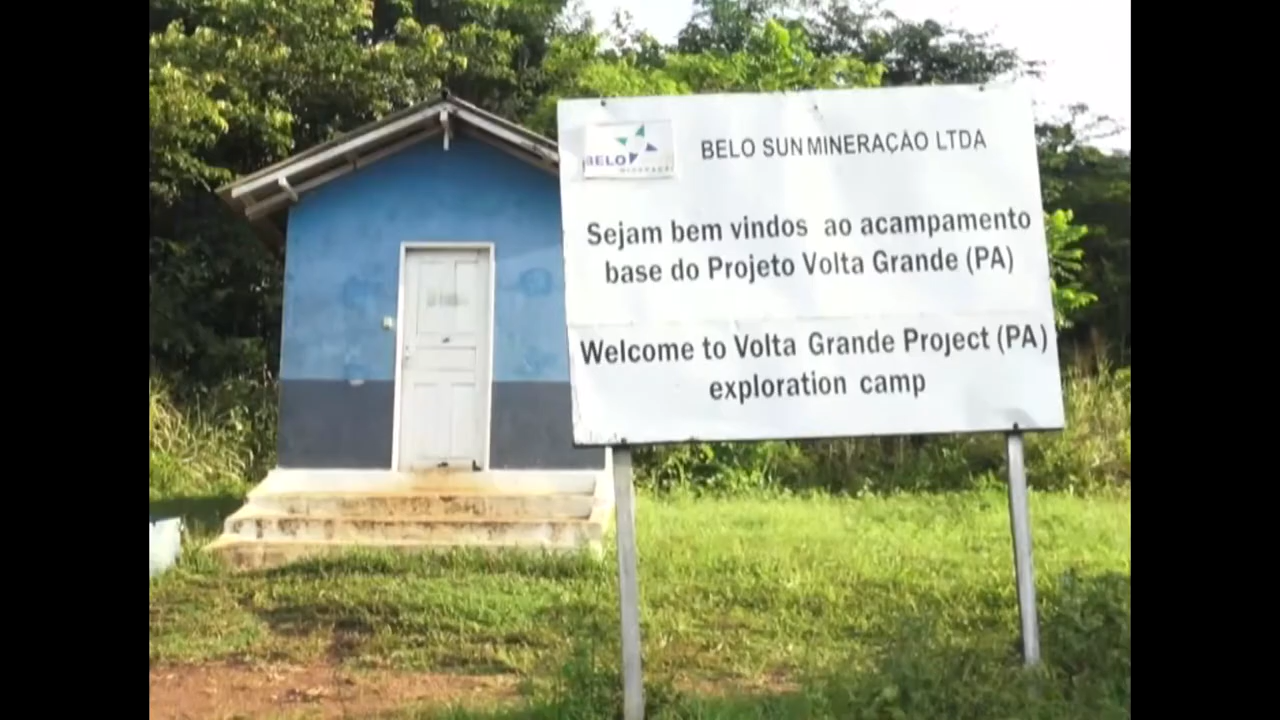 BELO
MINERAÇÃO
BELO SUN MINERAÇÃO LTDA
Sejam bem vindos ao acampamento
base do Projeto Volta Grande (PA)
Welcome to Volta Grande Project (PA)
exploration camp